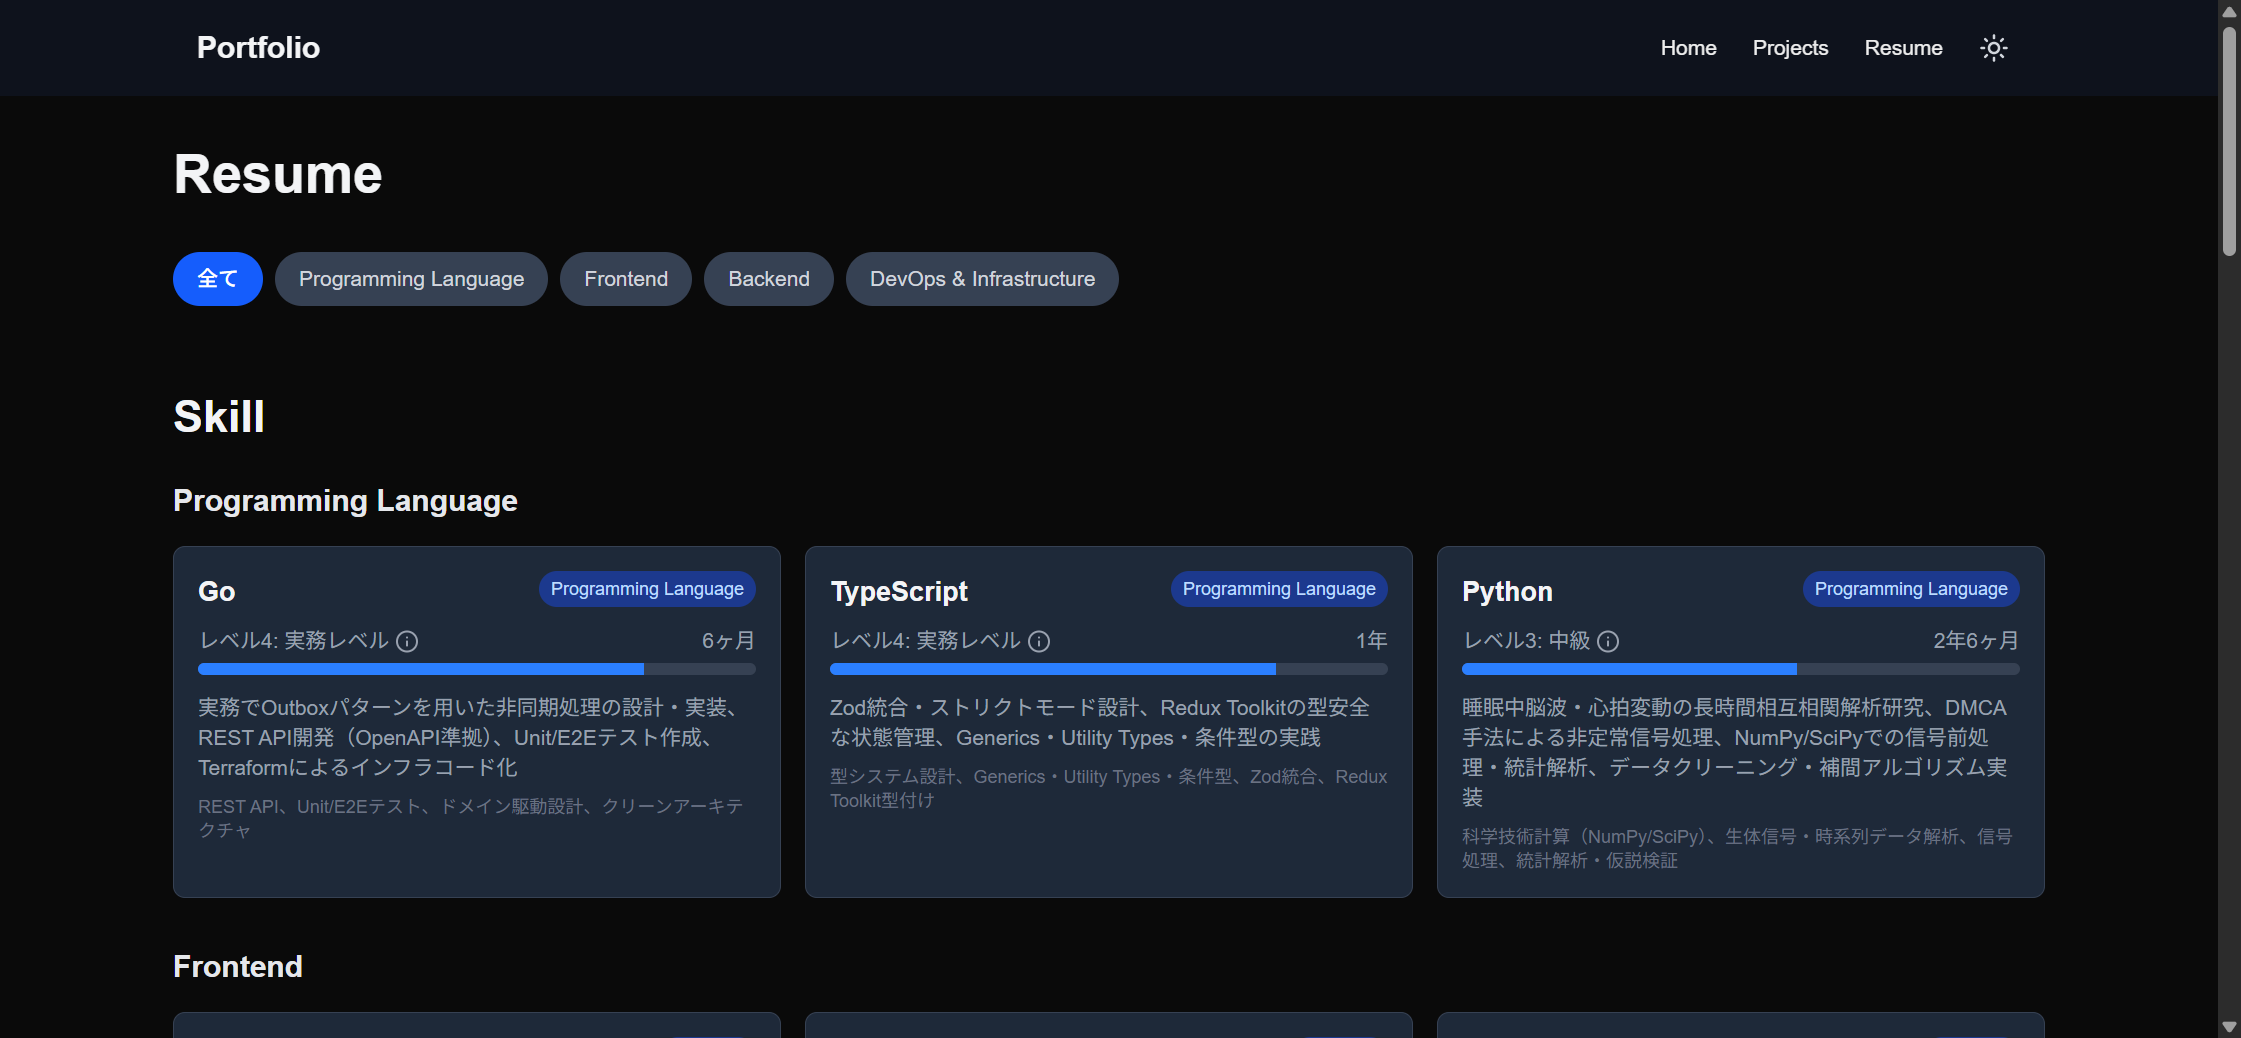 Portfolio
Home
Projects
Resume
Resume
全て
Programming Language
Frontend
Backend
DevOps & Infrastructure
Skill
Programming Language
Go
Programming Language
レベル4: 実務レベル
6ヶ月
実務でOutboxパターンを用いた非同期処理の設計・実装、
REST API開発（OpenAPI準拠）、Unit/E2Eテスト作成、
Terraformによるインフラコード化
REST API、Unit/E2Eテスト、ドメイン駆動設計、クリーンアーキテ
クチャ
TypeScript
Programming Language
レベル4: 実務レベル
1年
Zod統合・ストリクトモード設計、Redux Toolkitの型安全
な状態管理、Generics・Utility Types・条件型の実践
型システム設計、Generics・Utility Types・条件型、Zod統合、Redux
Toolkit型付け
Python
Programming Language
レベル3: 中級
2年6ヶ月
睡眠中脳波・心拍変動の長時間相互相関解析研究、DMCA
手法による非定常信号処理、NumPy/SciPyでの信号前処
理・統計解析、データクリーニング・補間アルゴリズム実
装
科学技術計算（NumPy/SciPy）、生体信号・時系列データ解析、信号
処理、統計解析・仮説検証
Frontend